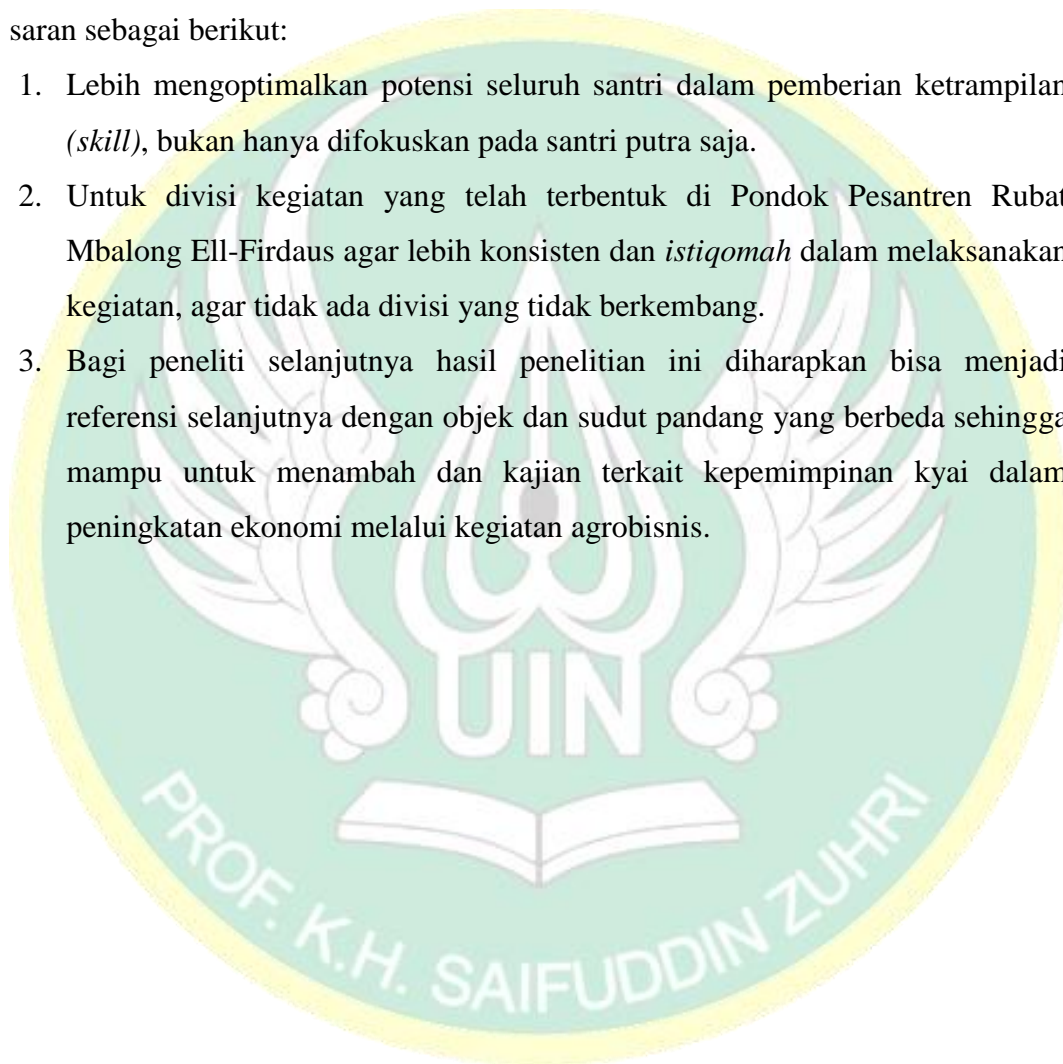 saran sebagai berikut:
1. Lebih mengoptimalkan potensi seluruh santri dalam pemberian ketrampilan
(skill), bukan hanya difokuskan pada santri putra saja.
2. Untuk divisi kegiatan yang telah terbentuk di Pondok Pesantren Rubat
Mbalong Ell-Firdaus agar lebih konsisten dan istiqomah dalam melaksanakan
kegiatan, agar tidak ada divisi yang tidak berkembang.
3. Bagi peneliti selanjutnya hasil penelitian ini diharapkan bisa menjadi
referensi selanjutnya dengan objek dan sudut pandang yang berbeda sehingga
mampu untuk menambah dan kajian terkait kepemimpinan kyai dalam
peningkatan ekonomi melalui kegiatan agrobisnis.
UIN
PROF. K.H. SAIFUDDIN ZUHRI